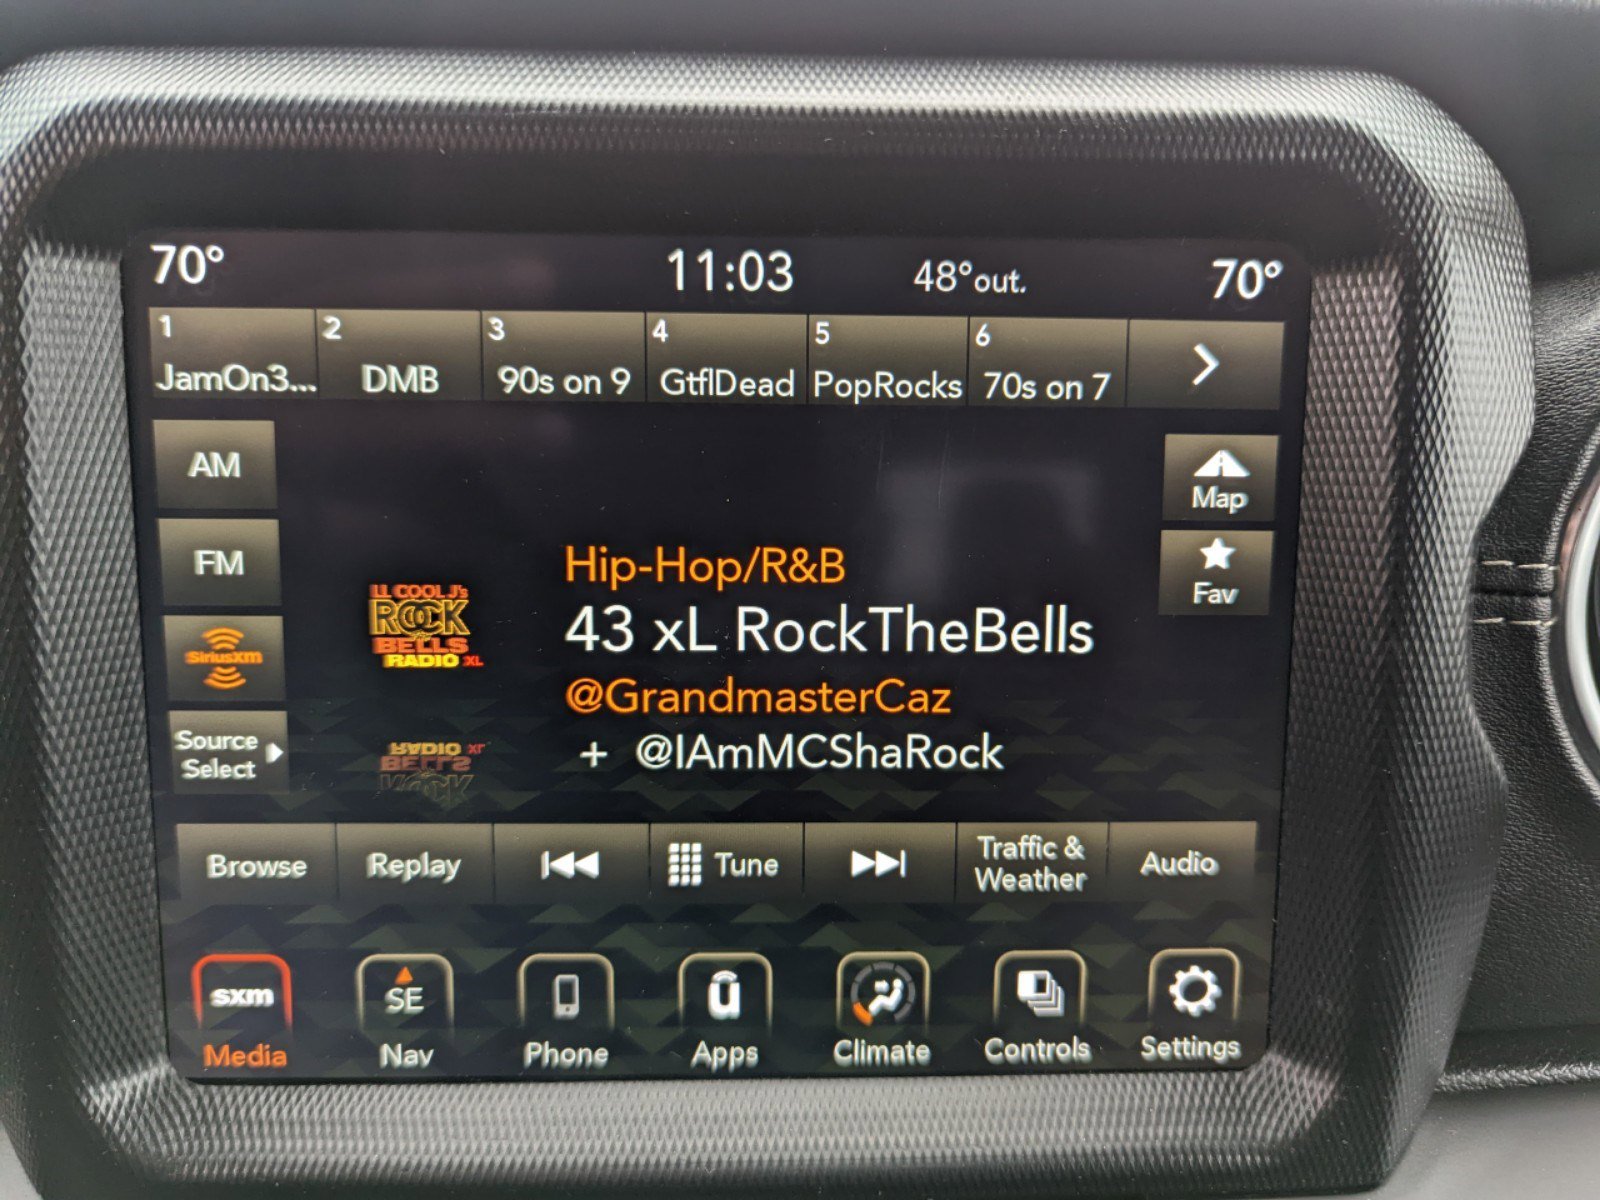 70° 11:03 48°out. 70°
1 2 3 4 5 6
JamOn3... DMB 90s on 9 GtflDead PopRocks 70s on 7
AM
Map
FM
Fav
Hip-Hop/R&B
LL COOL J's
ROCK
BELLS
RADIO XL
43 xL RockTheBells
SiriusXM
@GrandmasterCaz
+ @IAmMCShaRock
Source
Select
Browse Replay Tune Traffic &
Weather Audio
sxm SE u
Media Nav Phone Apps Climate Controls Settings